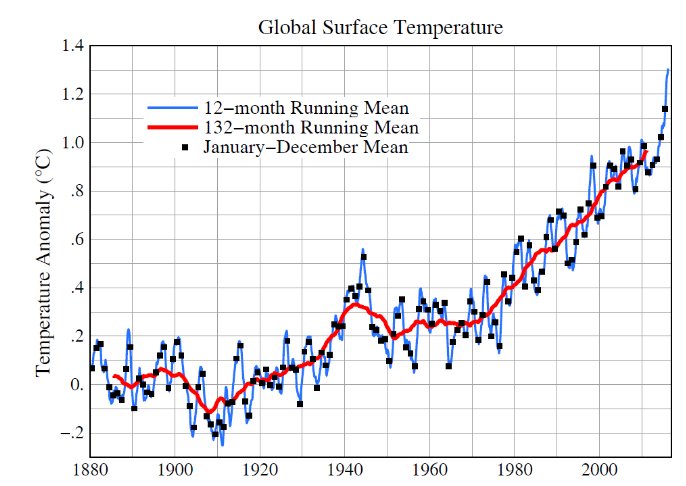 Global Surface Temperature
1.4
1.2
1.0
.8
.6
.4
.2
0.
−.2
Temperature Anomaly (°C)
12−month Running Mean
132−month Running Mean
January−December Mean
1880 1900 1920 1940 1960 1980 2000